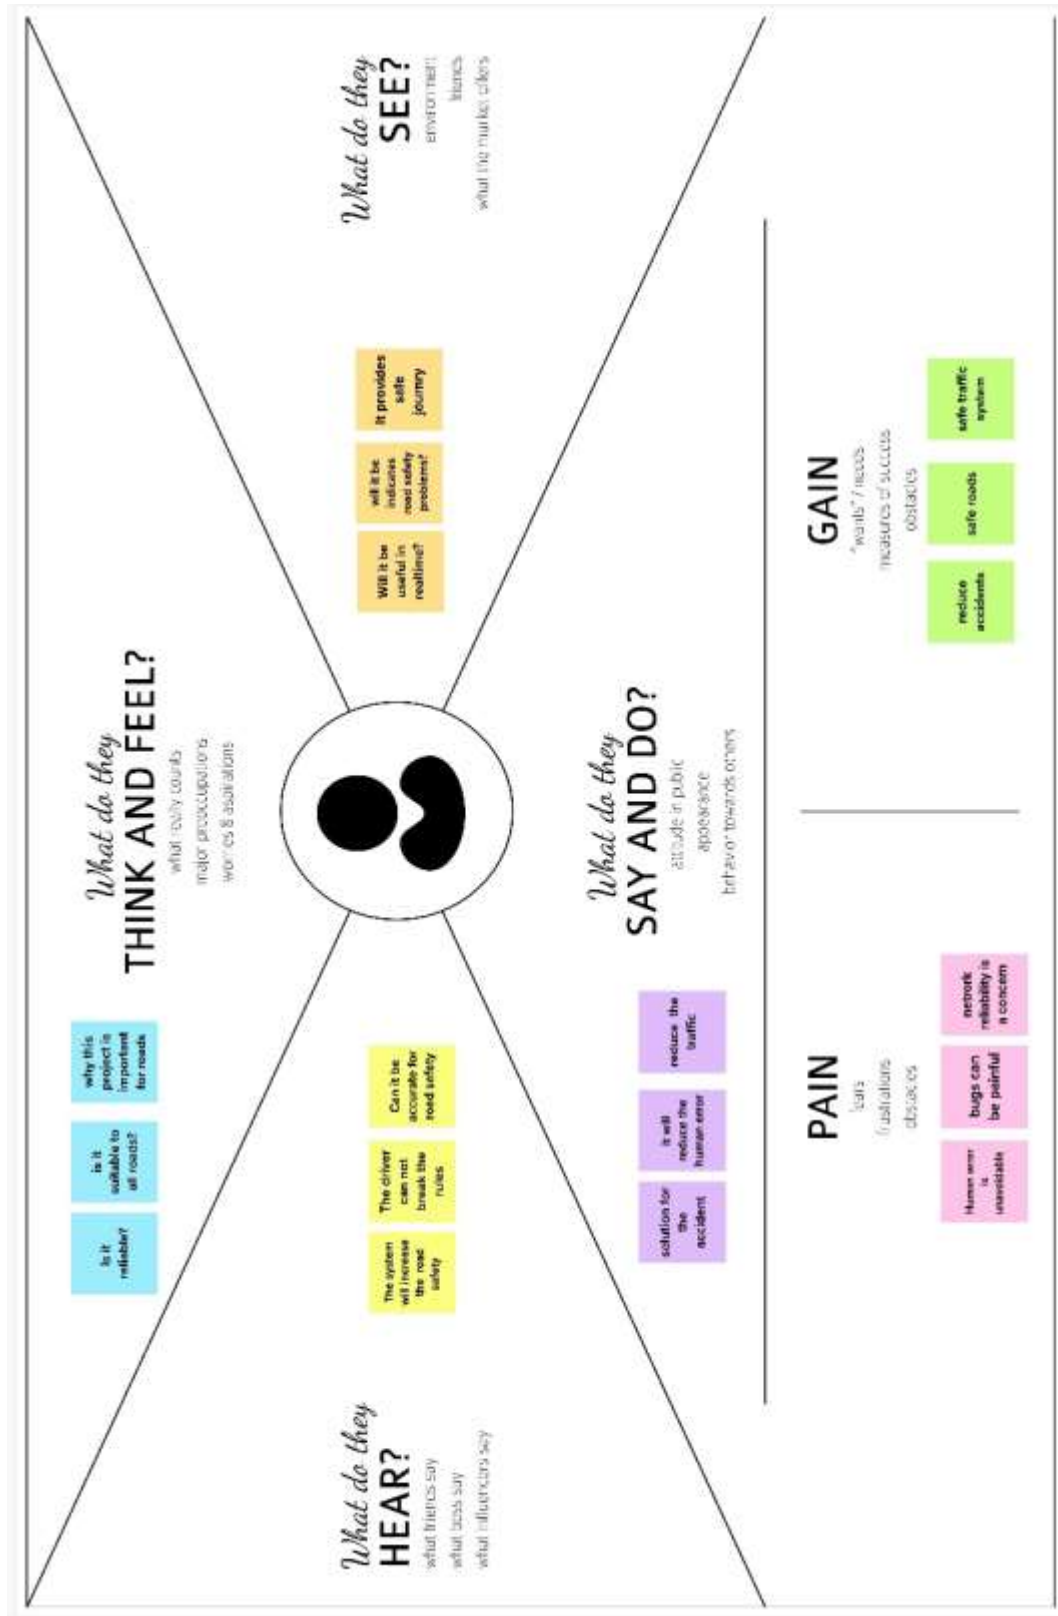 What do they
THINK AND FEEL?
what really counts
major preoccupations
worries & aspirations
Is it
reliable?
is it
suitable to
all roads?
why this
project is
important
for roads
What do they
HEAR?
what friends say
what boss say
what influencers say
The system
will increase
the road
safety
The driver
can not
break the
rules
Can it be
accurate for
road safety
What do they
SEE?
environment
friends
what the market offers
Will it be
useful in
realtime?
will it be
indicates
road safety
problems?
It provides
safe
journry
What do they
SAY AND DO?
attitude in public
appearance
behavior towards others
solution for
the
accident
it will
reduce the
human error
reduce the
traffic
PAIN
fears
frustrations
obstacles
Human error
is
unavoidable
bugs can
be painful
netrork
reliability is
a concern
GAIN
"wants" / needs
measures of success
obstacles
reduce
accidents
safe roads
safe traffic
system